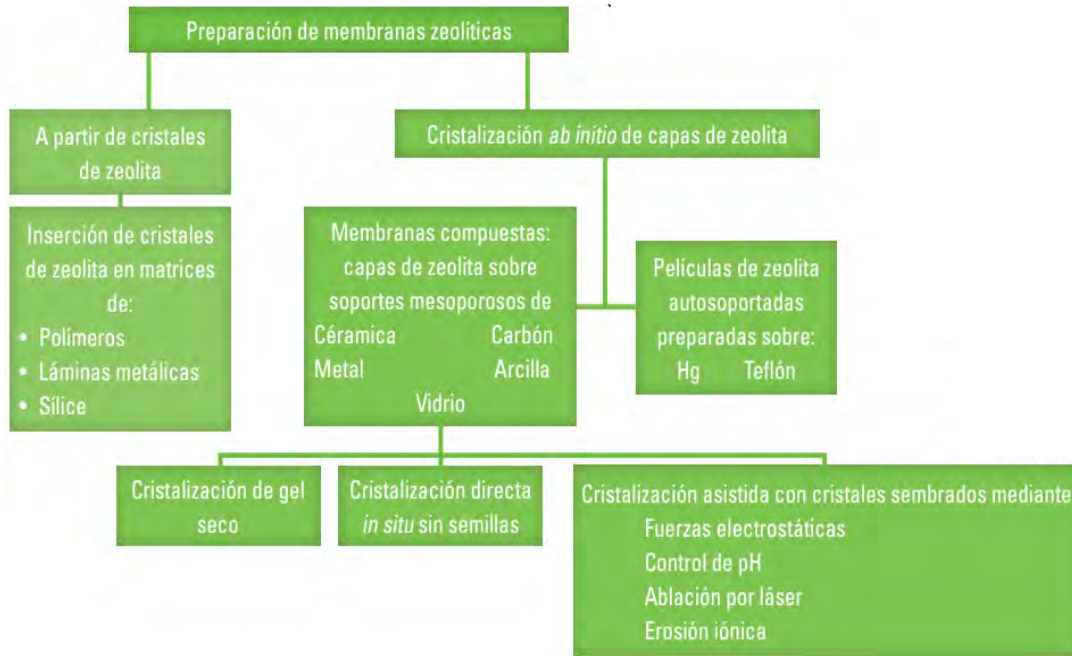 Preparación de membranas zeolíticas
A partir de cristales
de zeolita
Cristalización ab initio de capas de zeolita
Inserción de cristales
de zeolita en matrices
de:
• Polímeros
• Láminas metálicas
• Sílice
Membranas compuestas:
capas de zeolita sobre
soportes mesoporosos de
Céramica Carbón
Metal Arcilla
Vidrio
Películas de zeolita
autosoportadas
preparadas sobre:
Hg Teflón
Cristalización de gel
seco
Cristalización directa
in situ sin semillas
Cristalización asistida con cristales sembrados mediante
Fuerzas electrostáticas
Control de pH
Ablación por láser
Erosión iónica